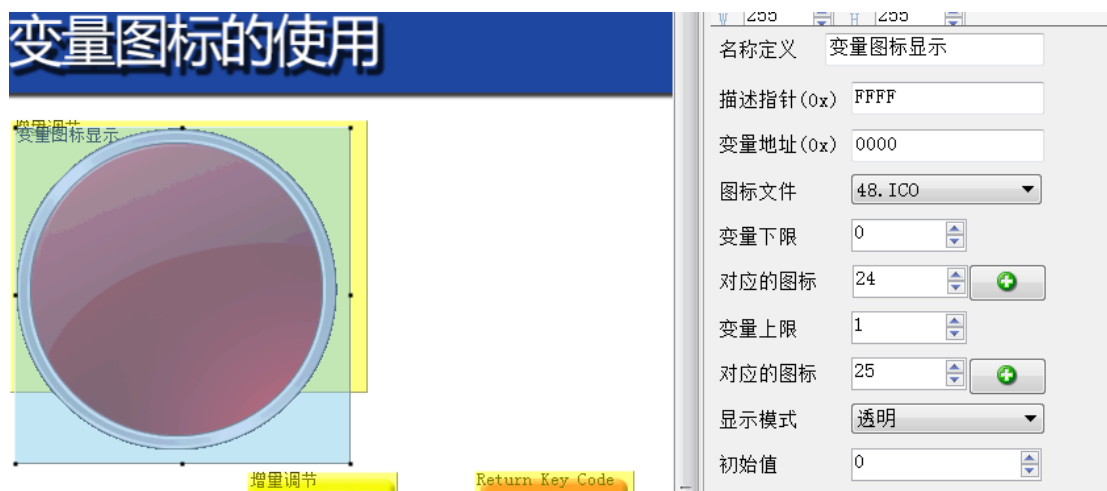 变量图标的使用
增量调节
变量图标显示
增量调节
Return Key Code
W 255 H 255
名称定义 变量图标显示
描述指针(0x) FFFF
变量地址(0x) 0000
图标文件 48.ICO
变量下限 0
对应的图标 24
变量上限 1
对应的图标 25
显示模式 透明
初始值 0